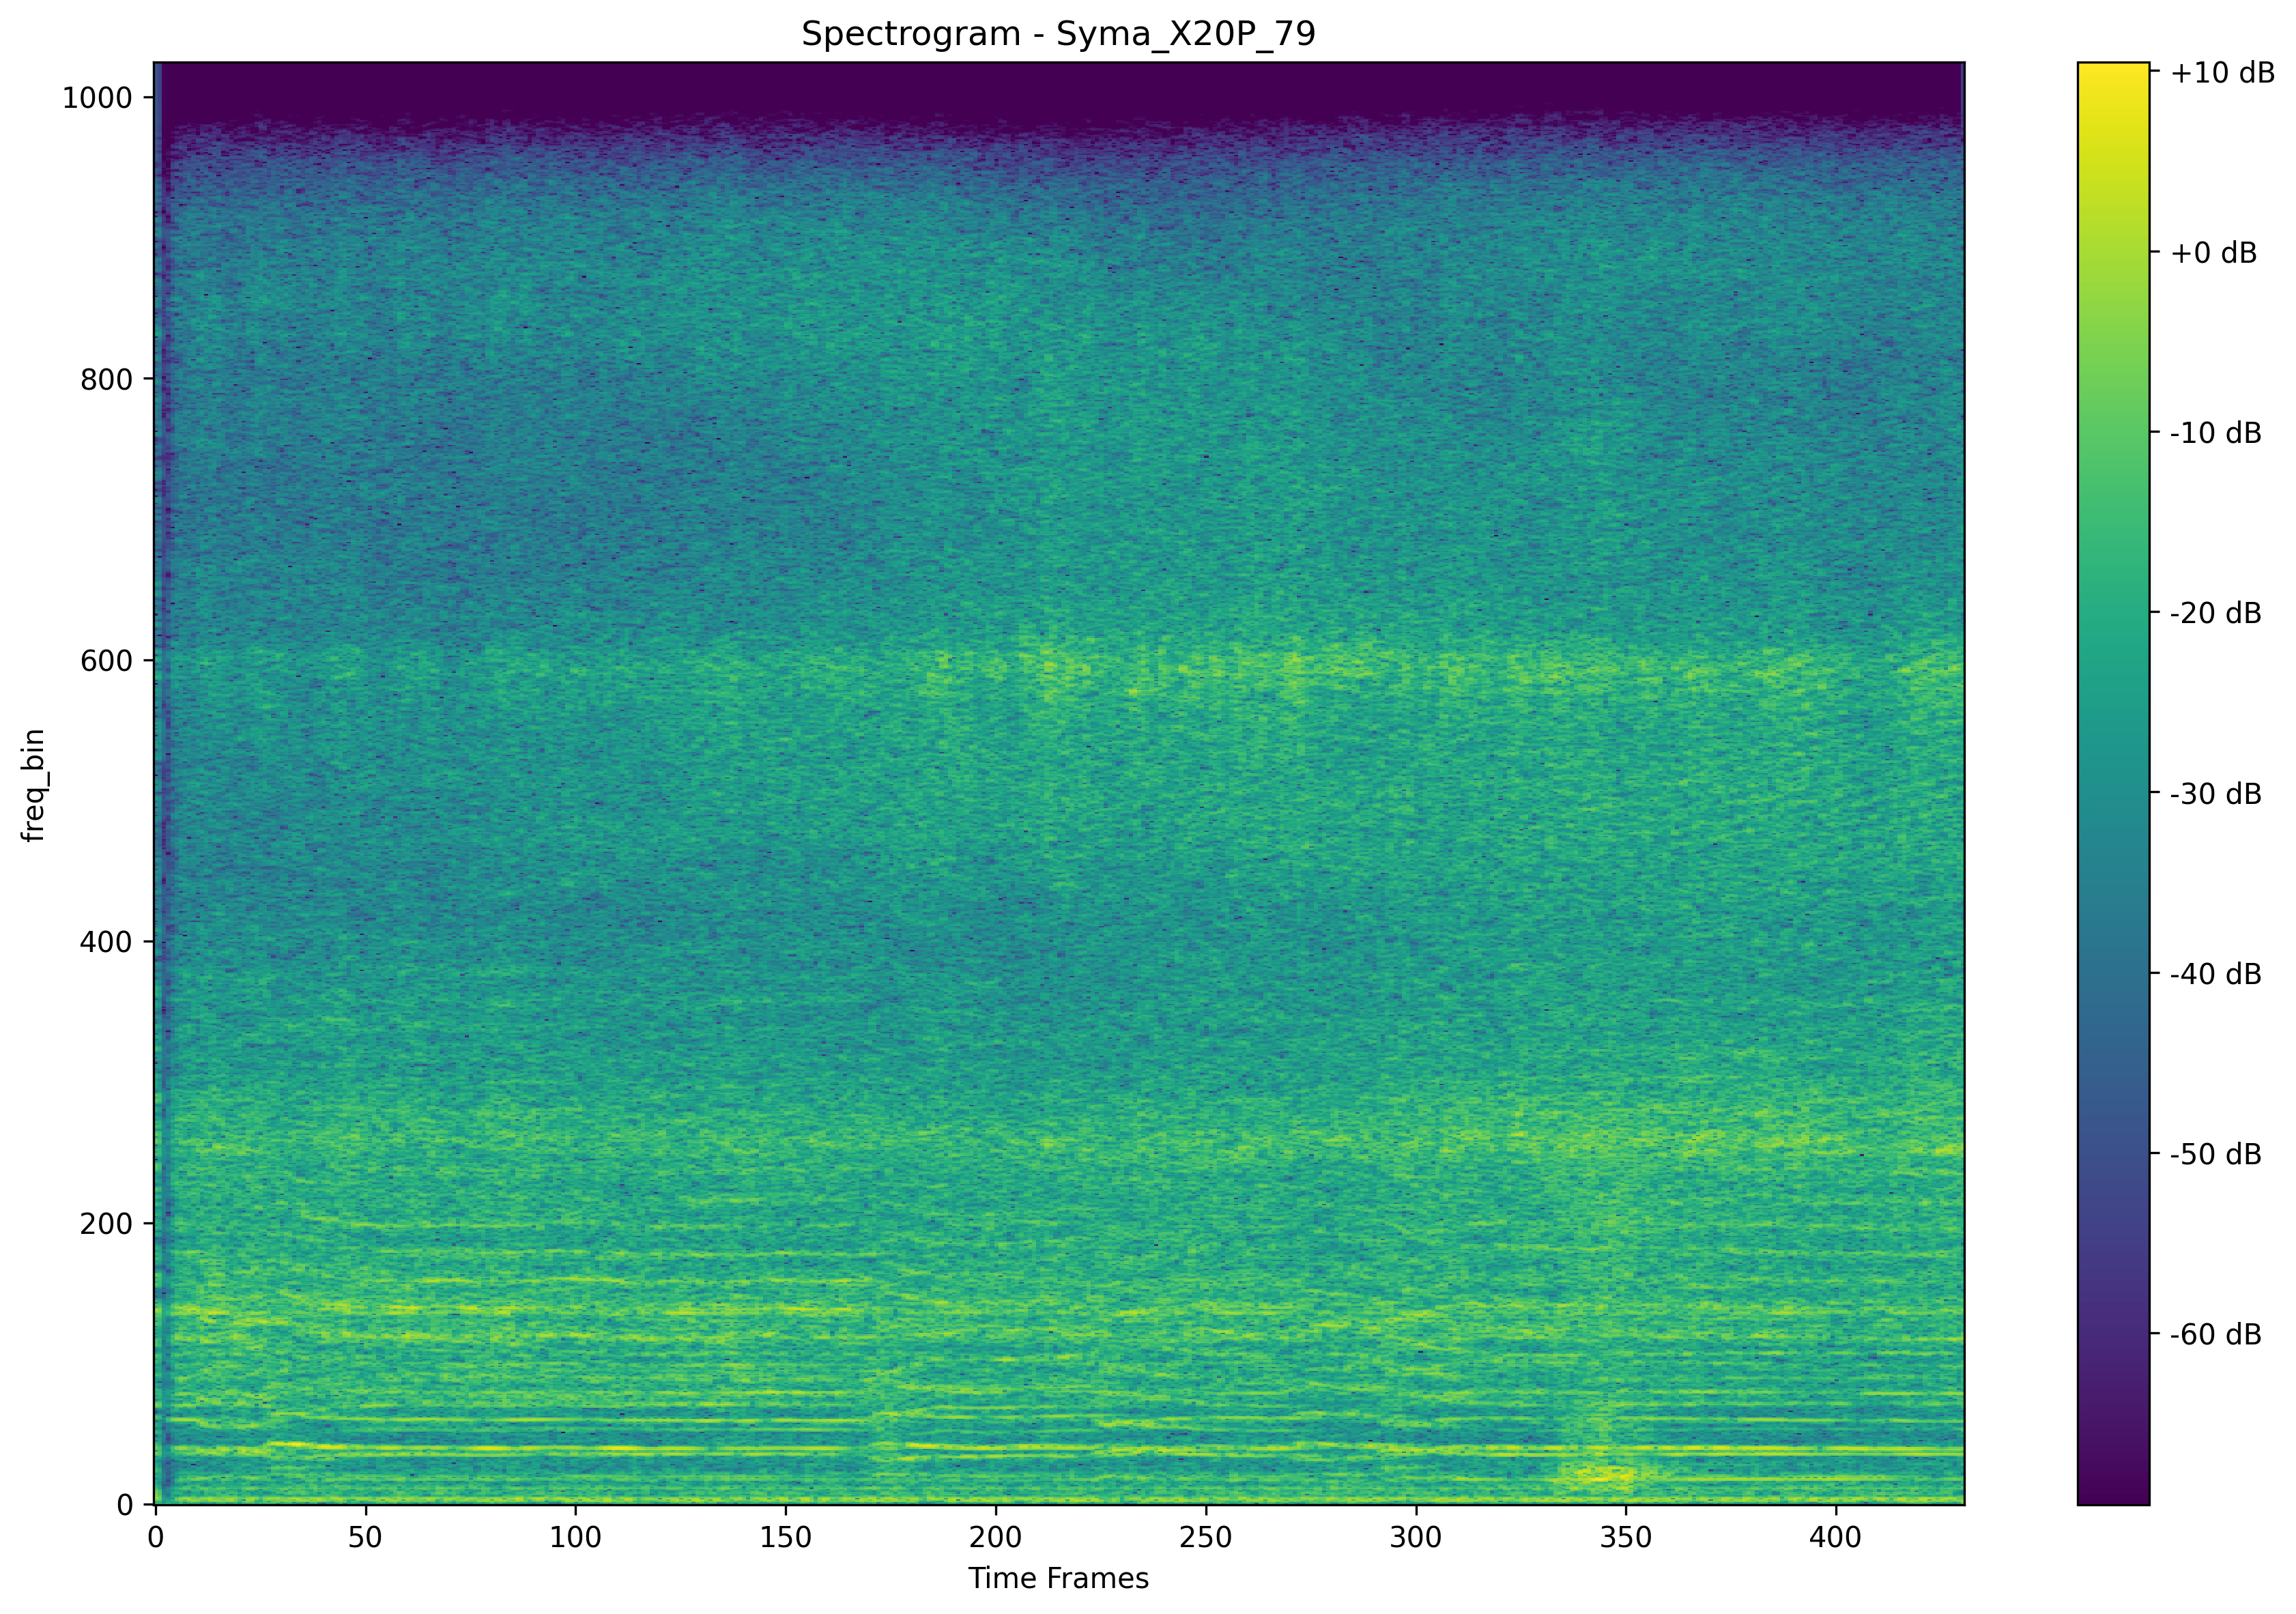 Spectrogram - Syma_X20P_79
1000
800
600
400
200
0
freq_bin
0 50 100 150 200 250 300 350 400
Time Frames
+10 dB
+0 dB
-10 dB
-20 dB
-30 dB
-40 dB
-50 dB
-60 dB